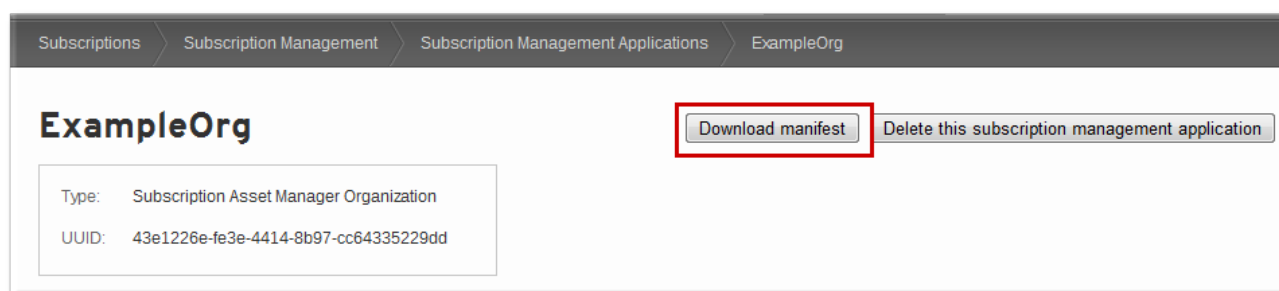 Subscriptions Subscription Management Subscription Management Applications ExampleOrg
ExampleOrg
Download manifest Delete this subscription management application
Type: Subscription Asset Manager Organization
UUID: 43e1226e-fe3e-4414-8b97-cc64335229dd